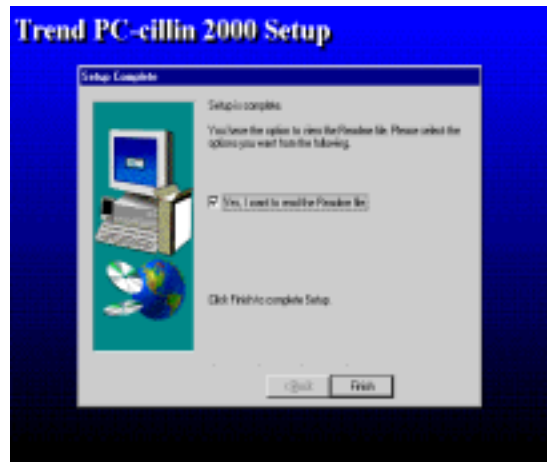 Trend PC-cillin 2000 Setup
Setup Complete
Setup is complete.
You have the option to view the Readme file. Please select the
options you want from the following.
Yes, I want to read the Readme file
Click Finish to complete Setup.
< Back
Finish